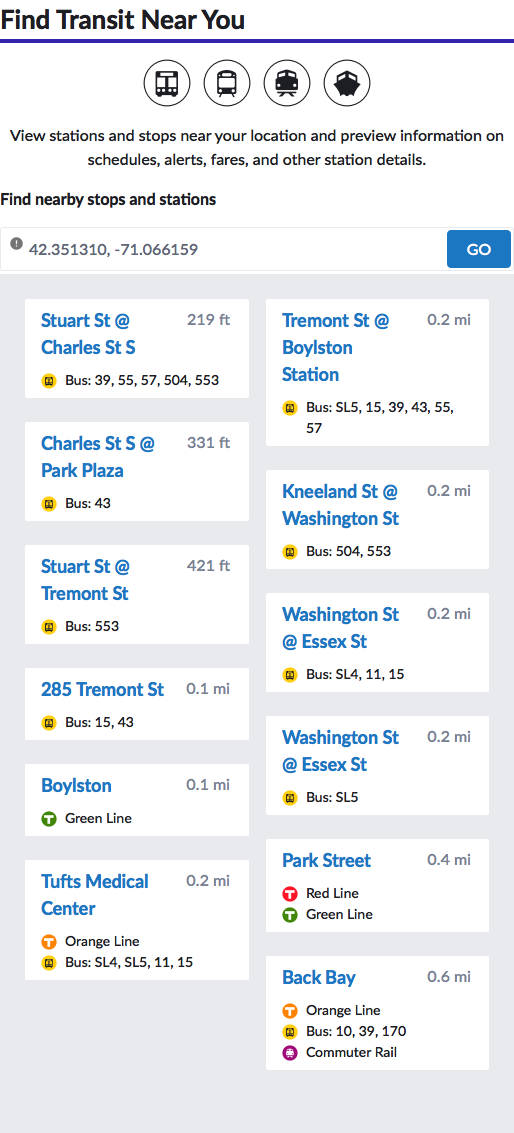 Find Transit Near You
View stations and stops near your location and preview information on
schedules, alerts, fares, and other station details.
Find nearby stops and stations
42.351310, -71.066159
GO
Stuart St @
Charles St S
219 ft
Bus: 39, 55, 57, 504, 553
Charles St S @
Park Plaza
331 ft
Bus: 43
Stuart St @
Tremont St
421 ft
Bus: 553
285 Tremont St
0.1 mi
Bus: 15, 43
Boylston
0.1 mi
T Green Line
Tufts Medical
Center
0.2 mi
T Orange Line
Bus: SL4, SL5, 11, 15
Tremont St @
Boylston
Station
0.2 mi
Bus: SL5, 15, 39, 43, 55,
57
Kneeland St @
Washington St
0.2 mi
Bus: 504, 553
Washington St
@ Essex St
0.2 mi
Bus: SL4, 11, 15
Washington St
@ Essex St
0.2 mi
Bus: SL5
Park Street
0.4 mi
T Red Line
T Green Line
Back Bay
0.6 mi
T Orange Line
Bus: 10, 39, 170
Commuter Rail